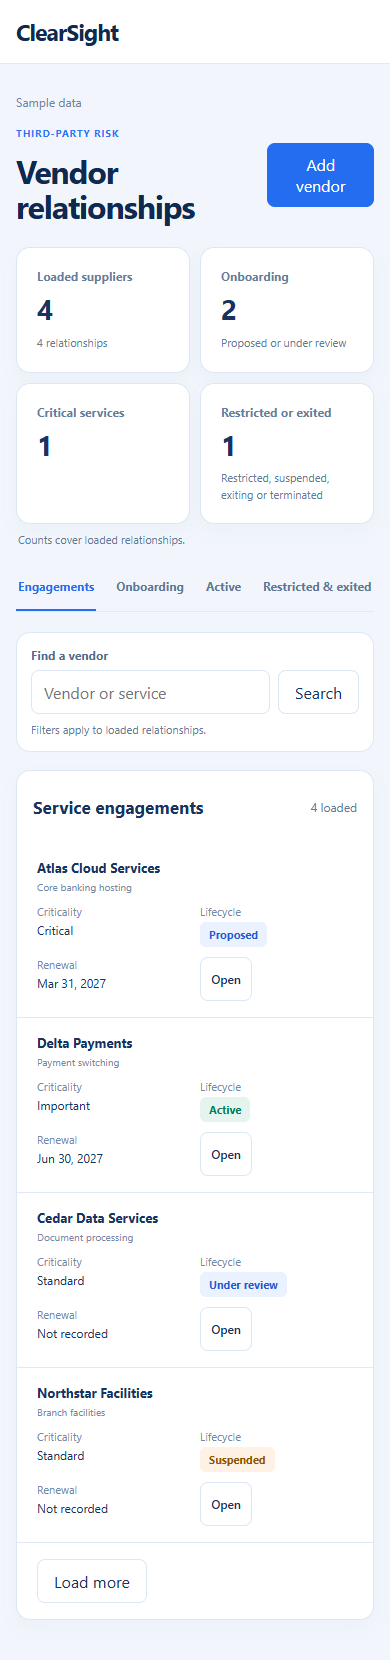 ClearSight
Sample data
THIRD-PARTY RISK
Vendor
relationships
Add
vendor
Loaded suppliers
4
4 relationships
Onboarding
2
Proposed or under review
Critical services
1
Restricted or exited
1
Restricted, suspended,
exiting or terminated
Counts cover loaded relationships.
Engagements Onboarding Active Restricted & exited
Find a vendor
Vendor or service Search
Filters apply to loaded relationships.
Service engagements 4 loaded
Atlas Cloud Services
Core banking hosting
Criticality Lifecycle
Critical Proposed
Renewal
Mar 31, 2027 Open
Delta Payments
Payment switching
Criticality Lifecycle
Important Active
Renewal
Jun 30, 2027 Open
Cedar Data Services
Document processing
Criticality Lifecycle
Standard Under review
Renewal
Not recorded Open
Northstar Facilities
Branch facilities
Criticality Lifecycle
Standard Suspended
Renewal
Not recorded Open
Load more